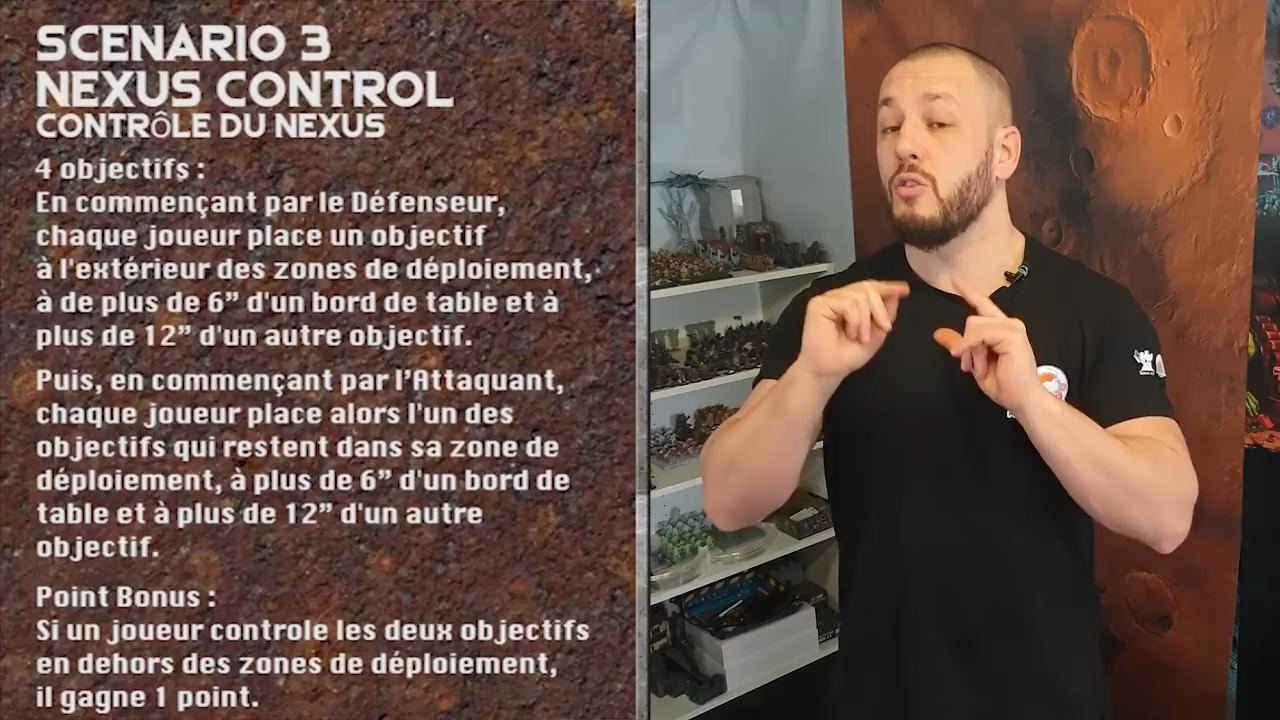 SCENARIO 3
NEXUS CONTROL
CONTRÔLE DU NEXUS
4 objectifs :
En commençant par le Défenseur,
chaque joueur place un objectif
à l'extérieur des zones de déploiement,
à de plus de 6” d'un bord de table et à
plus de 12” d'un autre objectif.
Puis, en commençant par l’Attaquant,
chaque joueur place alors l'un des
objectifs qui restent dans sa zone de
déploiement, à plus de 6” d'un bord de
table et à plus de 12” d'un autre
objectif.
Point Bonus :
Si un joueur controle les deux objectifs
en dehors des zones de déploiement,
il gagne 1 point.